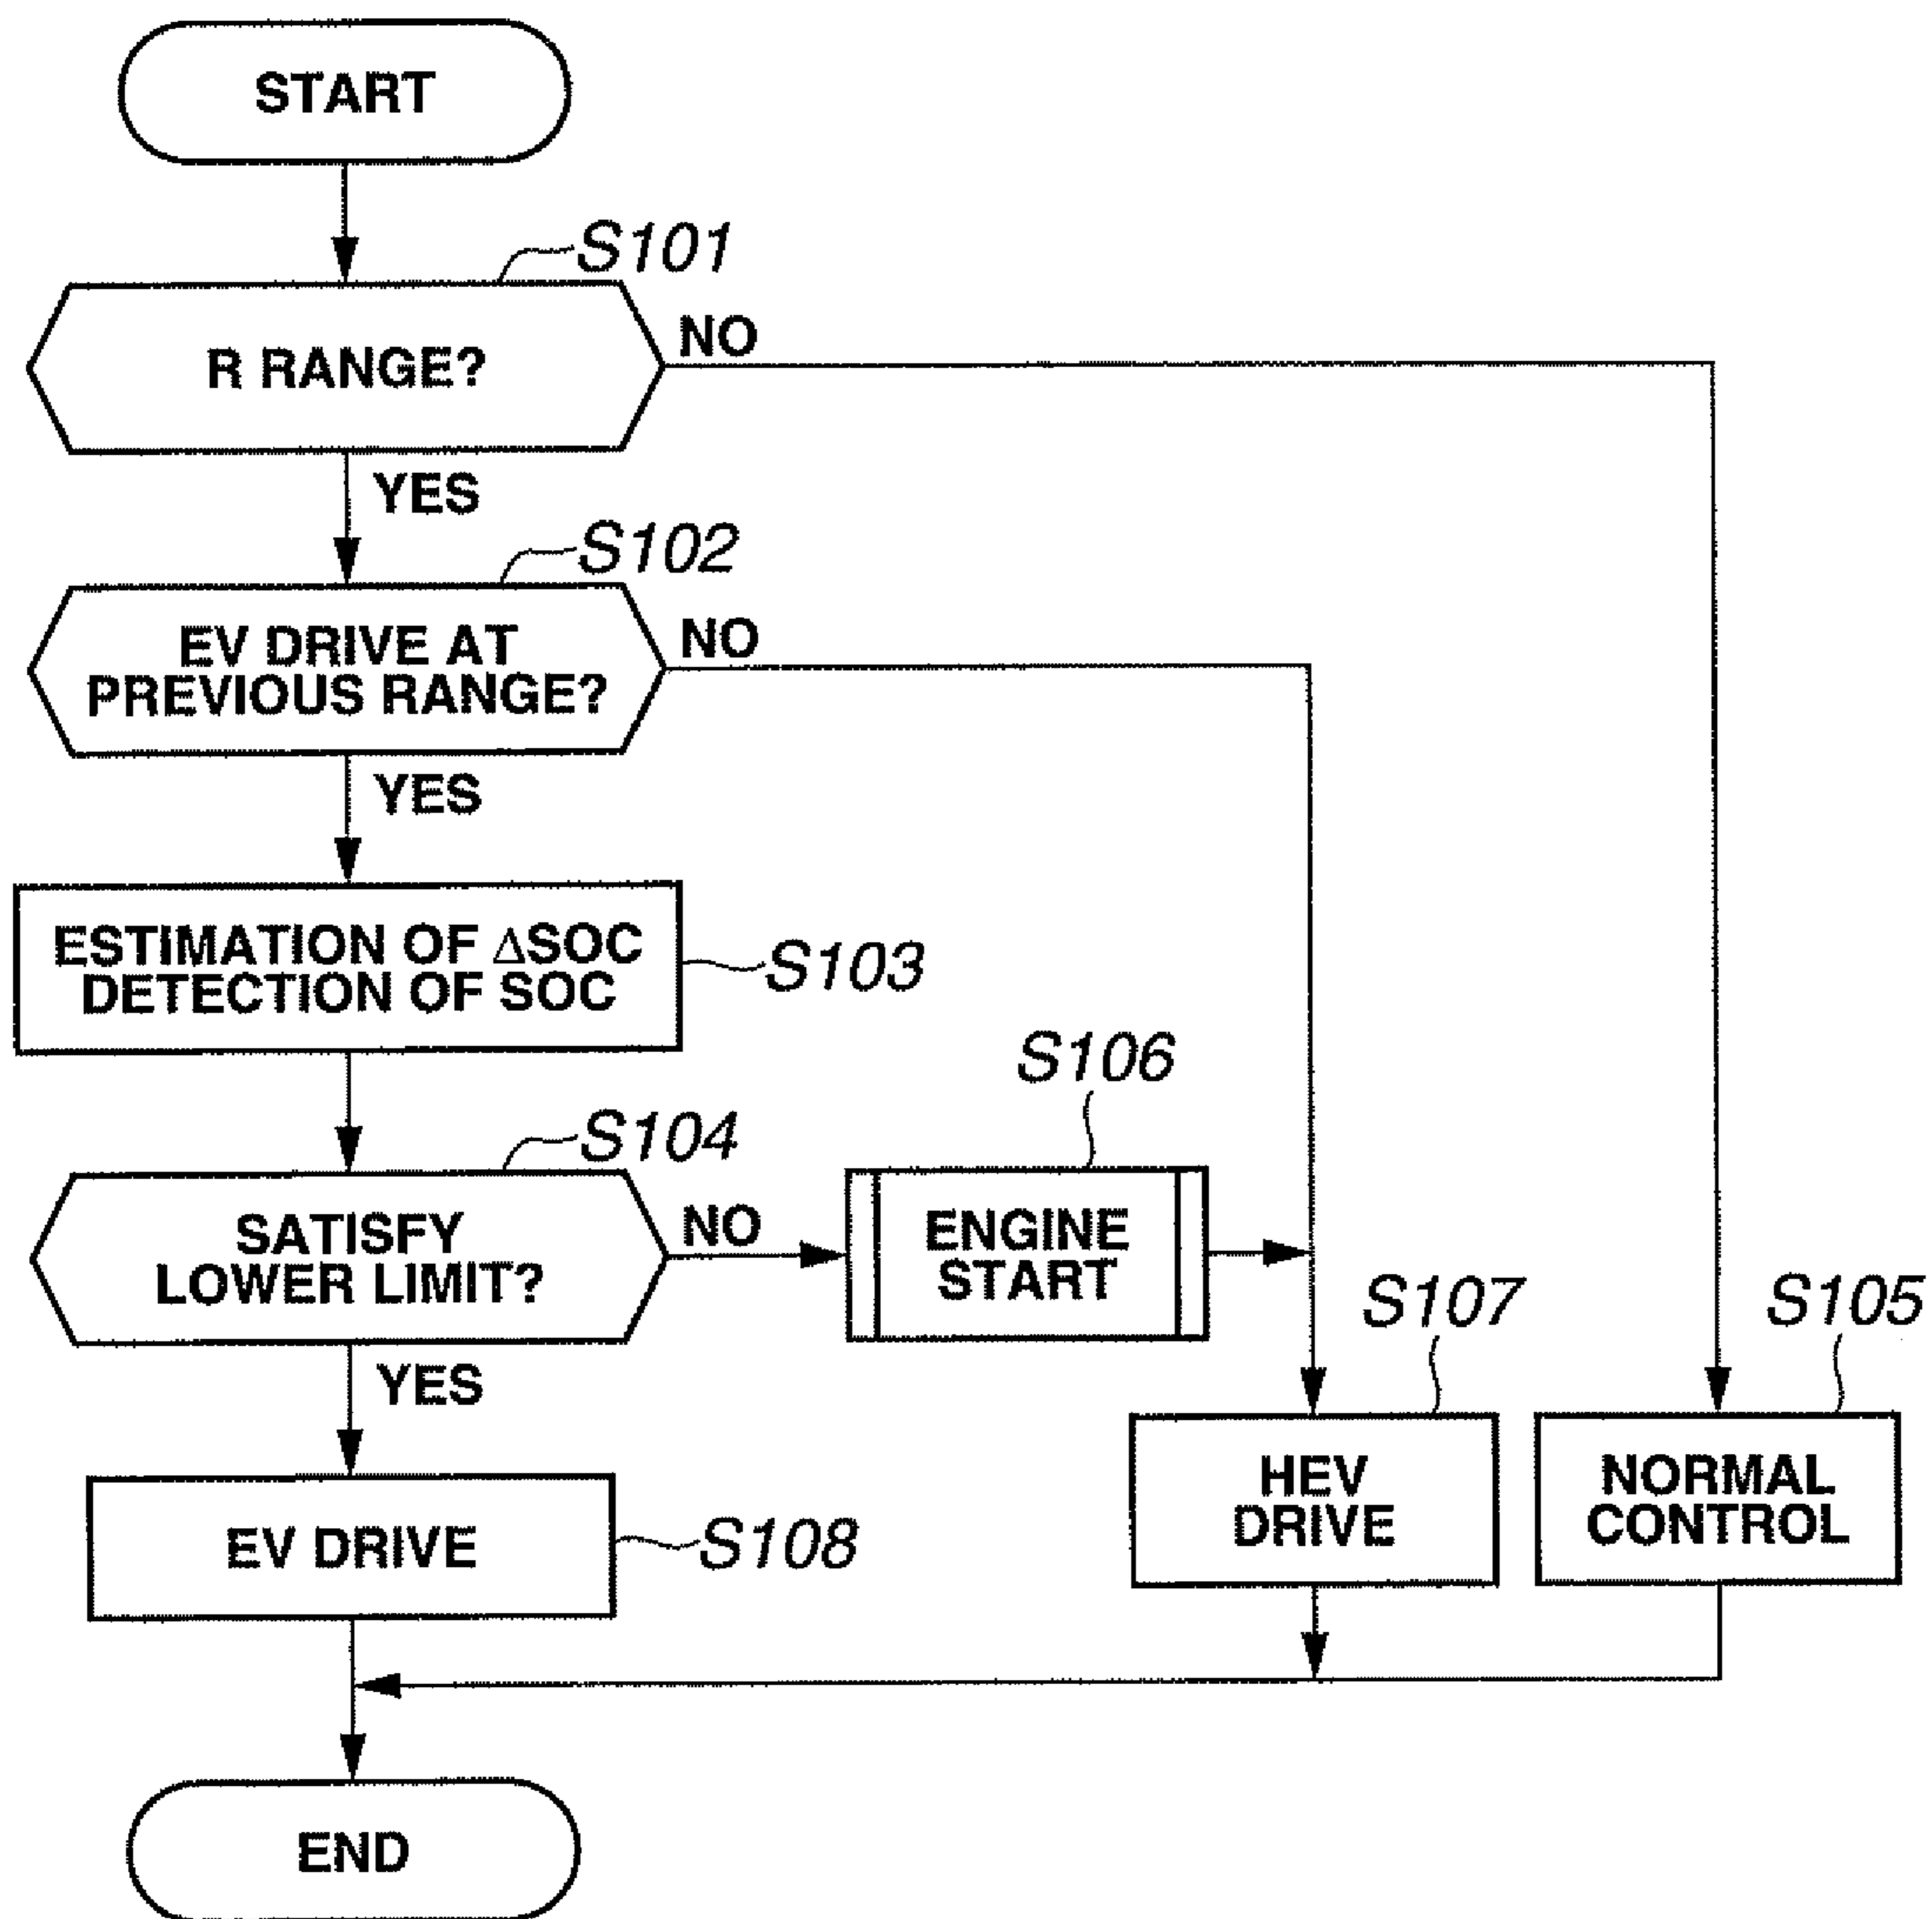 START
S101
R RANGE?
NO
YES
S102
EV DRIVE AT
PREVIOUS RANGE?
NO
YES
ESTIMATION OF ΔSOC
DETECTION OF SOC
S103
S104
SATISFY
LOWER LIMIT?
NO
S106
ENGINE
START
YES
S107
HEV
DRIVE
S105
NORMAL
CONTROL
EV DRIVE
S108
END